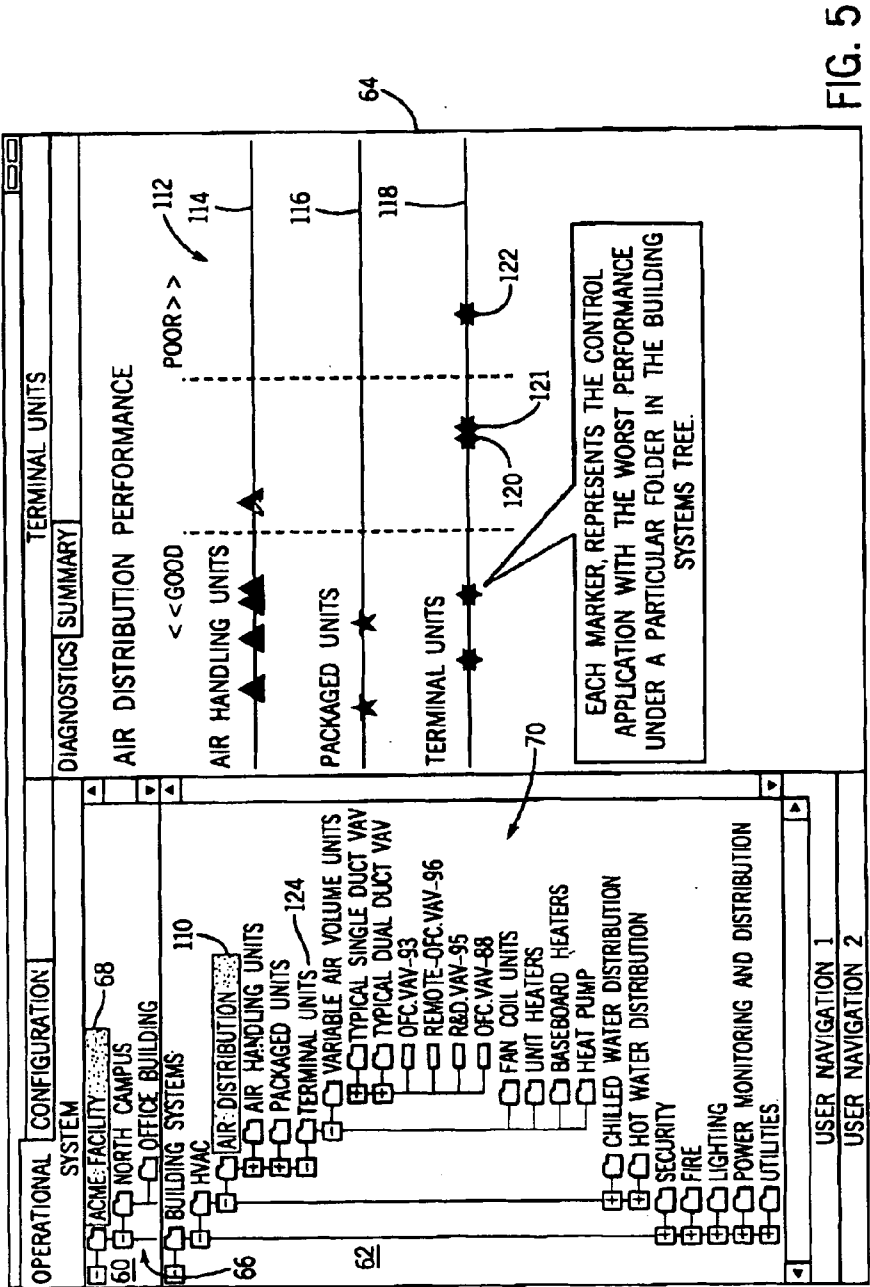 OPERATIONAL CONFIGURATION
SYSTEM
ACME FACILITY
68
NORTH CAMPUS
OFFICE BUILDING
60
66
BUILDING SYSTEMS
HVAC
110
AIR DISTRIBUTION
AIR HANDLING UNITS
PACKAGED UNITS
TERMINAL UNITS
124
VARIABLE AIR VOLUME UNITS
TYPICAL SINGLE DUCT VAV
TYPICAL DUAL DUCT VAV
OFC.VAV-93
REMOTE-OFC.VAV-96
R&D.VAV-95
OFC.VAV-88
FAN COIL UNITS
UNIT HEATERS
BASEBOARD HEATERS
HEAT PUMP
62
70
CHILLED WATER DISTRIBUTION
HOT WATER DISTRIBUTION
SECURITY
FIRE
LIGHTING
POWER MONITORING AND DISTRIBUTION
UTILITIES
USER NAVIGATION 1
USER NAVIGATION 2
TERMINAL UNITS
DIAGNOSTICS SUMMARY
AIR DISTRIBUTION PERFORMANCE
<<GOOD
POOR>>
112
AIR HANDLING UNITS
114
PACKAGED UNITS
116
TERMINAL UNITS
118
120
121
122
EACH MARKER, REPRESENTS THE CONTROL
APPLICATION WITH THE WORST PERFORMANCE
UNDER A PARTICULAR FOLDER IN THE BUILDING
SYSTEMS TREE.
64
FIG. 5